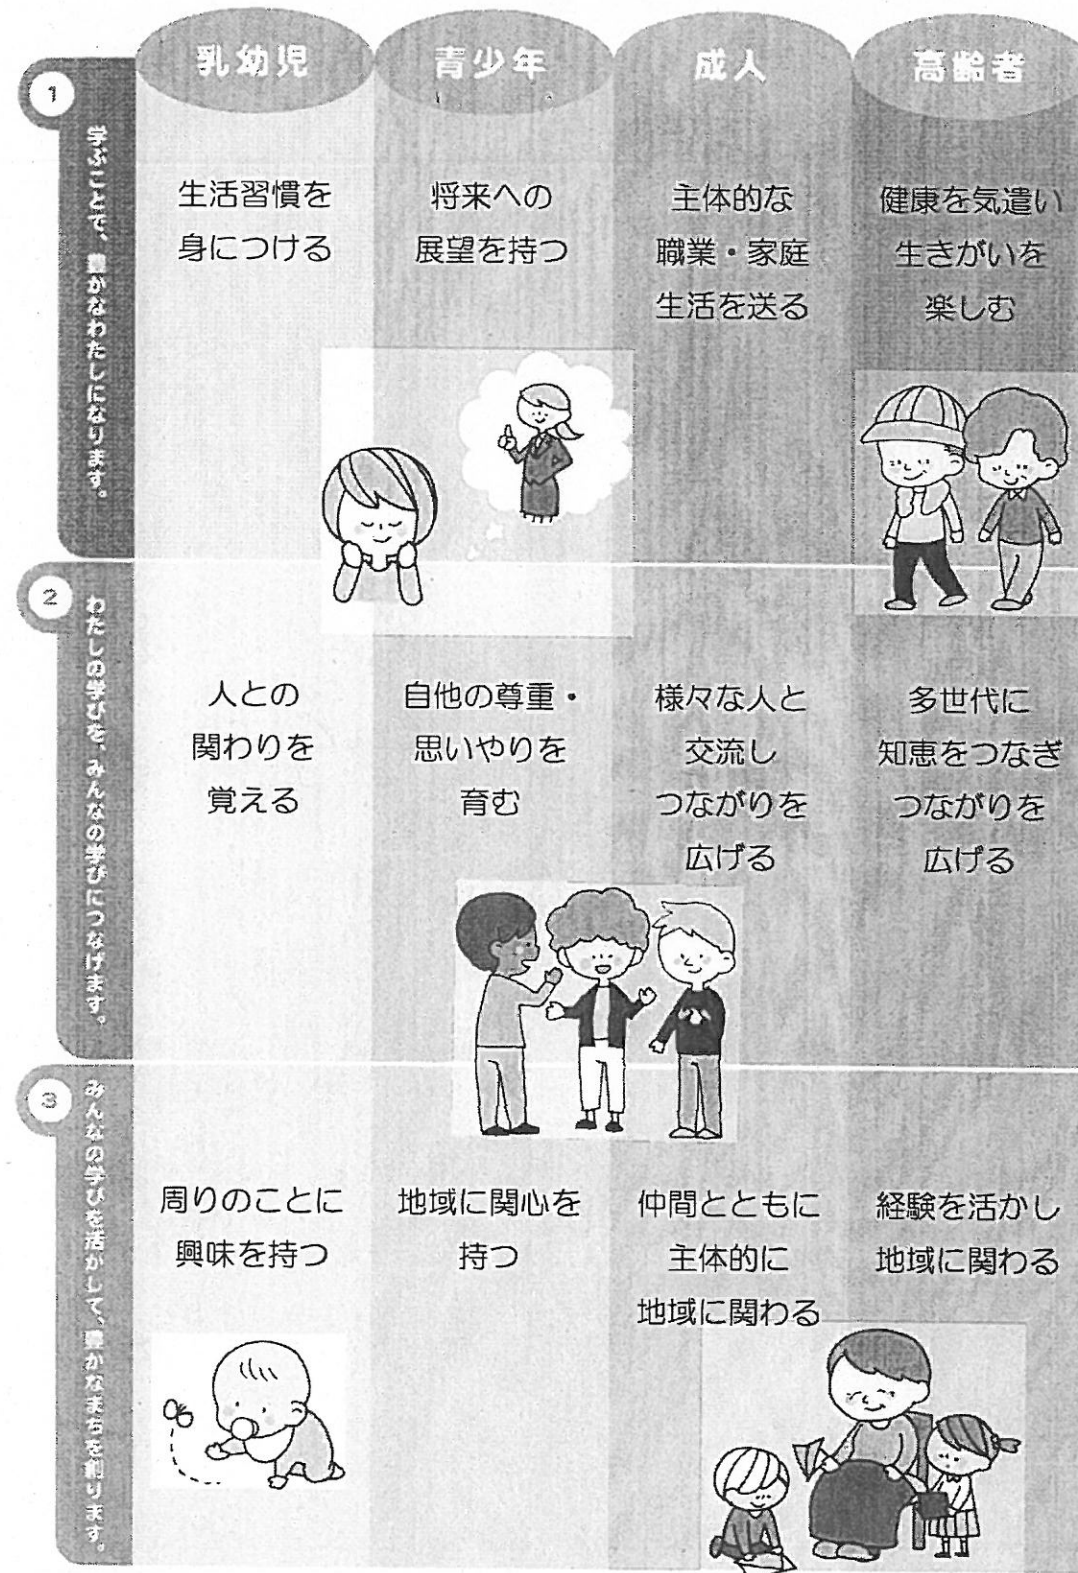 乳幼児
青少年
成人
高齢者
1
学ぶことで、豊かなわたしになります。
生活習慣を
身につける
将来への
展望を持つ
主体的な
職業・家庭
生活を送る
健康を気遣い
生きがいを
楽しむ
2
わたしの学びを、みんなの学びにつなげます。
人との
関わりを
覚える
自他の尊重・
思いやりを
育む
様々な人と
交流し
つながりを
広げる
多世代に
知恵をつなぎ
つながりを
広げる
3
みんなの学びを活かして、豊かなまちを創ります。
周りのことに
興味を持つ
地域に関心を
持つ
仲間とともに
主体的に
地域に関わる
経験を活かし
地域に関わる